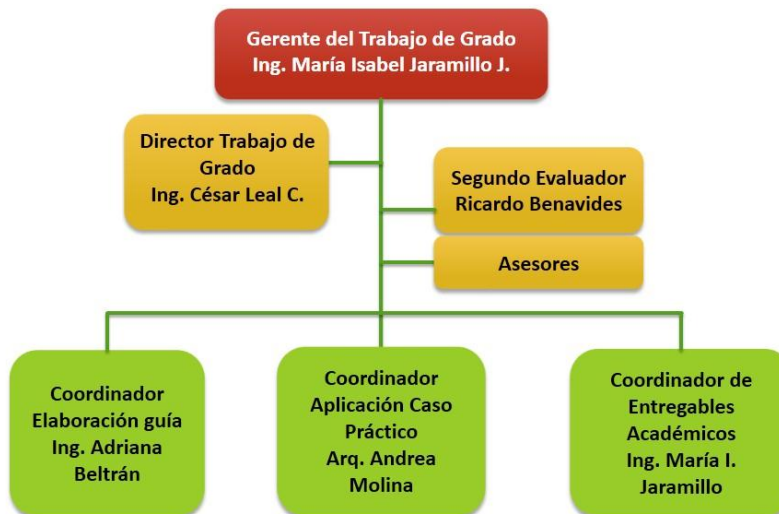 Gerente del Trabajo de Grado
Ing. María Isabel Jaramillo J.
Director Trabajo de
Grado
Ing. César Leal C.
Segundo Evaluador
Ricardo Benavides
Asesores
Coordinador
Elaboración guía
Ing. Adriana
Beltrán
Coordinador
Aplicación Caso
Práctico
Arq. Andrea
Molina
Coordinador de
Entregables
Académicos
Ing. María I.
Jaramillo